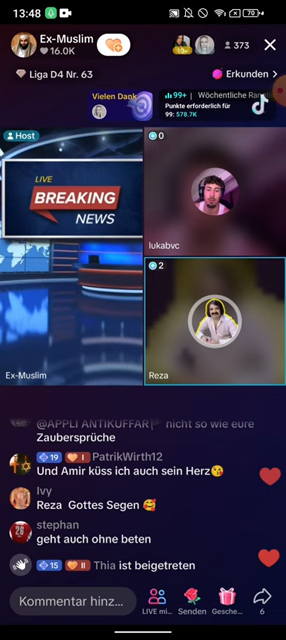 13:48
70
Ex-Muslim
16.0K
10
373
Liga D4 Nr. 63
Erkunden
Vielen Dank
99+ | Wöchentliche
Punkte erforderlich für
99: 578.7K
Host
LIVE
BREAKING
NEWS
Ex-Muslim
0
lukabvc
2
Reza
@APPLI ANTIKUFFAR nicht so wie eure
Zaubersprüche
19 I PatrikWirth12
Und Amir küss ich auch sein Herz😘
Ivy
Reza Gottes Segen 🥰
stephan
geht auch ohne beten
15 II Thia ist beigetreten
Kommentar hinz...
LIVE mi...
Senden
Gesche...
6